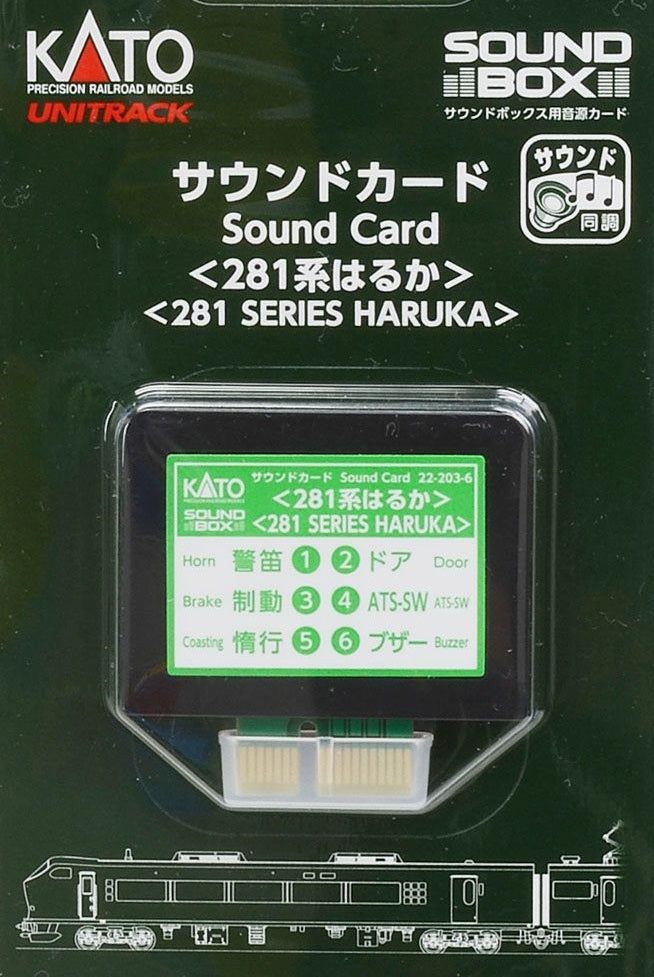 KATO
PRECISION RAILROAD MODELS
UNITRACK
SOUND
BOX
サウンドボックス用音源カード
サウンド
同調
サウンドカード
Sound Card
<281系はるか>
<281 SERIES HARUKA>
KATO
PRECISION RAILROAD MODELS
SOUND
BOX
サウンドカード Sound Card 22-203-6
<281系はるか>
<281 SERIES HARUKA>
Horn 警笛 1 2 ドア Door
Brake 制動 3 4 ATS-SW ATS-SW
Coasting 惰行 5 6 ブザー Buzzer